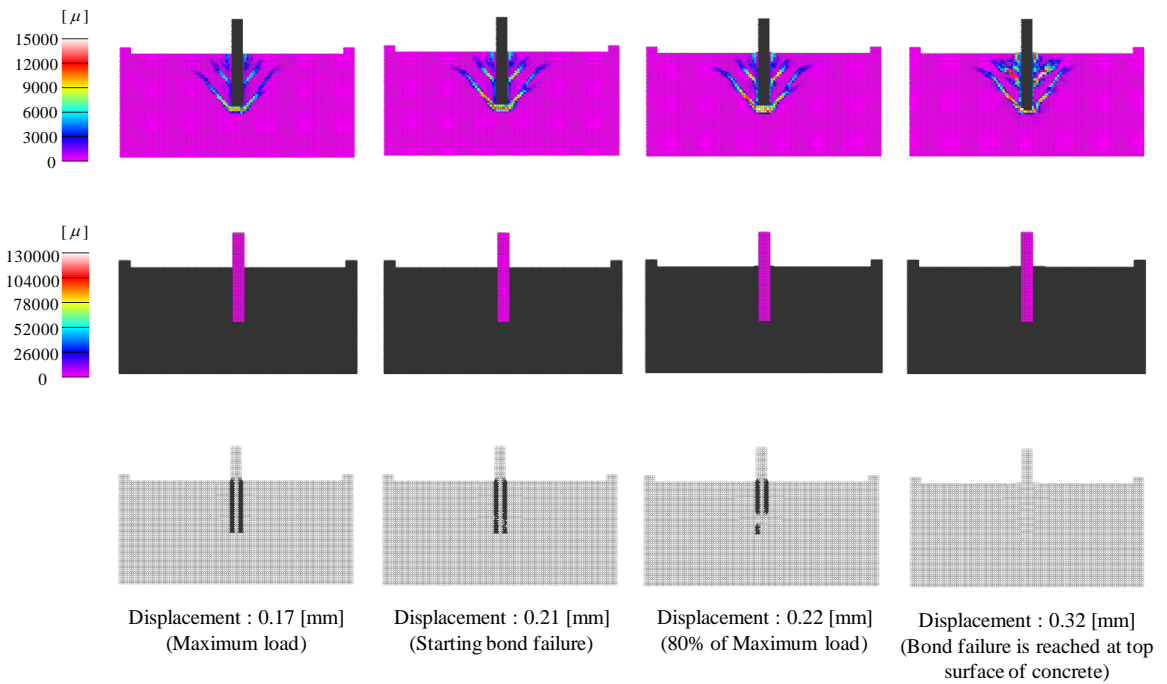 [ μ ]
15000
12000
9000
6000
3000
0
[ μ ]
130000
104000
78000
52000
26000
0
Displacement : 0.17 [mm]
(Maximum load)
Displacement : 0.21 [mm]
(Starting bond failure)
Displacement : 0.22 [mm]
(80% of Maximum load)
Displacement : 0.32 [mm]
(Bond failure is reached at top
surface of concrete)